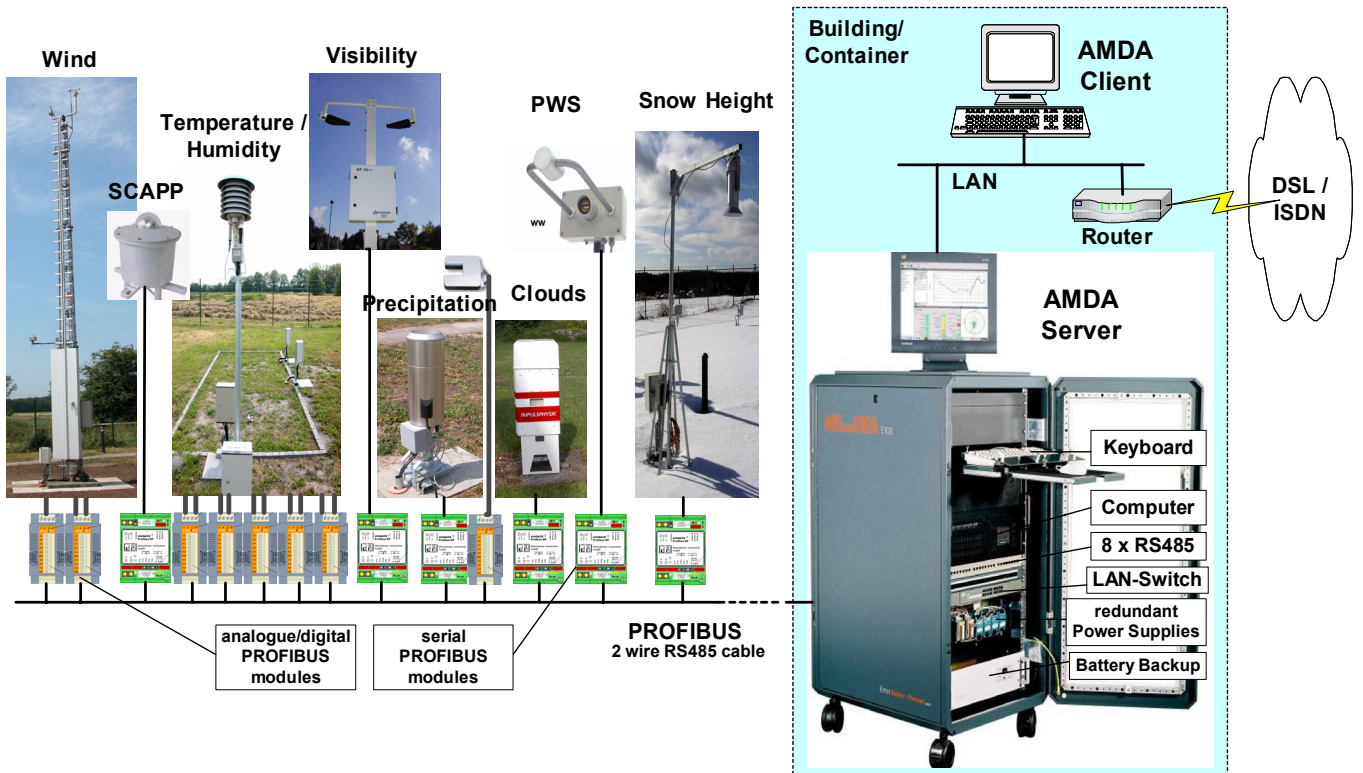 Wind
SCAPP
Temperature /
Humidity
Visibility
Precipitation
Clouds
PWS
ww
Snow Height
IMPULSPHYSIK
analogue/digital
PROFIBUS
modules
serial
PROFIBUS
modules
PROFIBUS
2 wire RS485 cable
Building/
Container
AMDA
Client
LAN
Router
DSL /
ISDN
AMDA
Server
Keyboard
Computer
8 x RS485
LAN-Switch
redundant
Power Supplies
Battery Backup